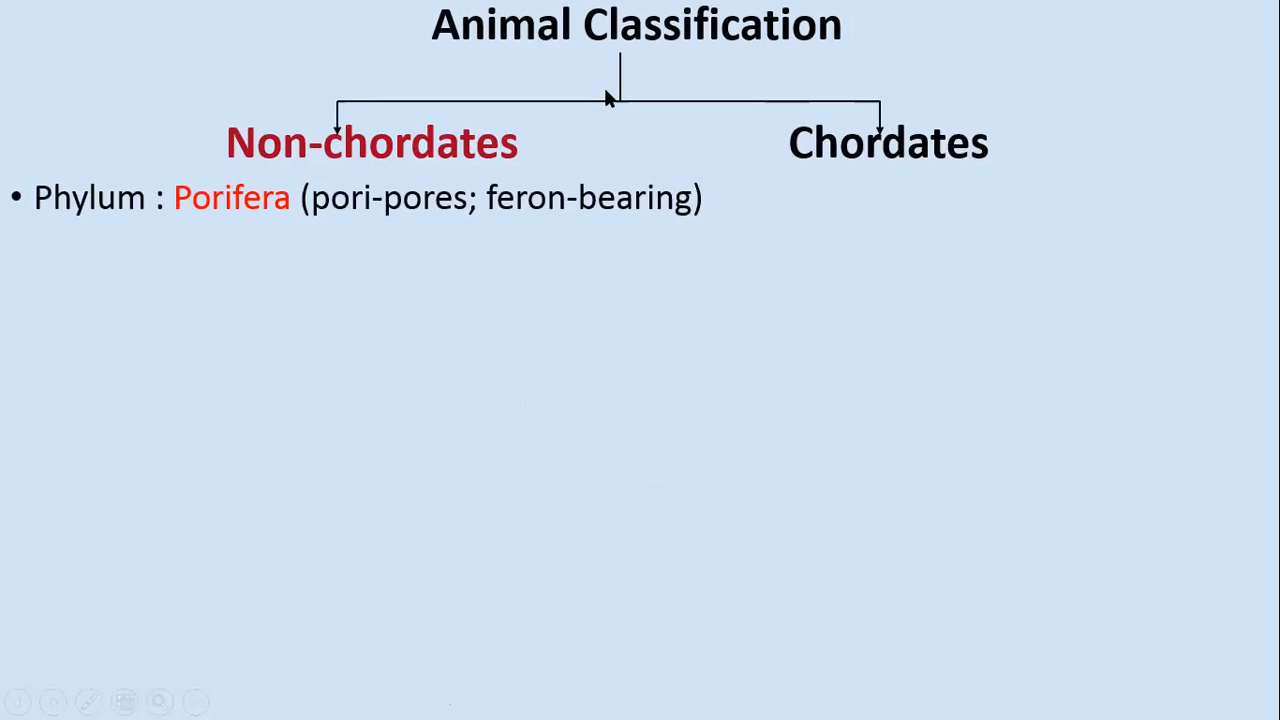 Animal Classification
Non-chordates Chordates
• Phylum : Porifera (pori-pores; feron-bearing)